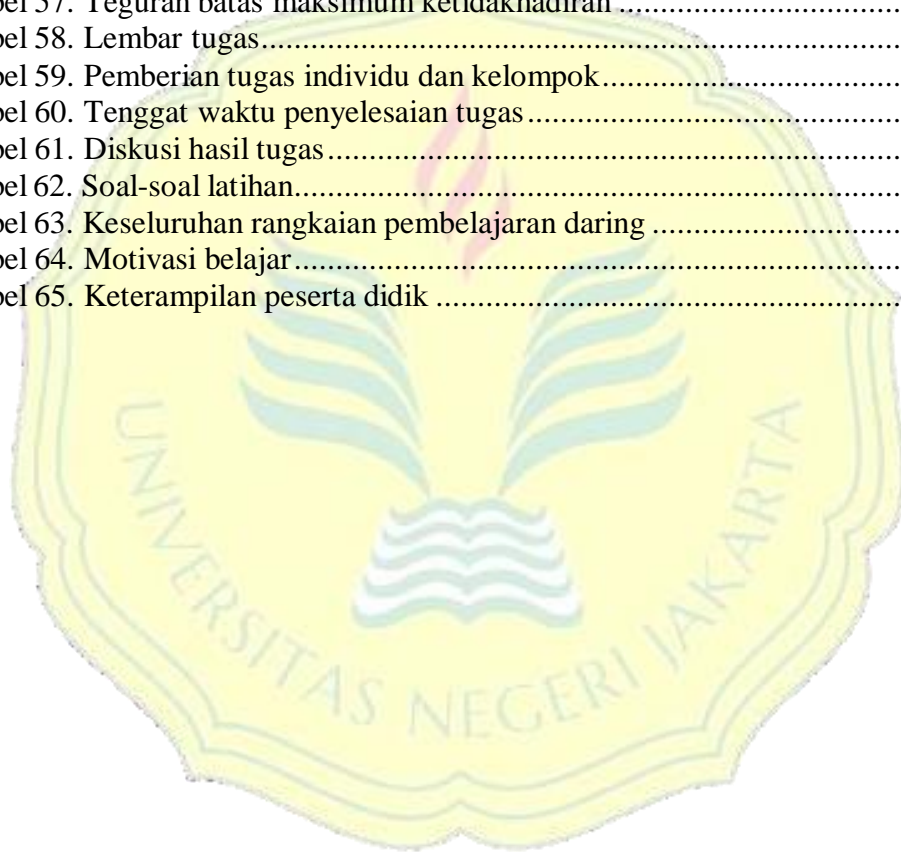 bel 57. Teguran batas maksimum ketidakhadiran ..................................
bel 58. Lembar tugas..............................................................................
bel 59. Pemberian tugas individu dan kelompok....................................
bel 60. Tenggat waktu penyelesaian tugas.............................................
bel 61. Diskusi hasil tugas......................................................................
bel 62. Soal-soal latihan..........................................................................
bel 63. Keseluruhan rangkaian pembelajaran daring ..............................
bel 64. Motivasi belajar..........................................................................
bel 65. Keterampilan peserta didik .........................................................
UNIVERSITAS NEGERI JAKARTA